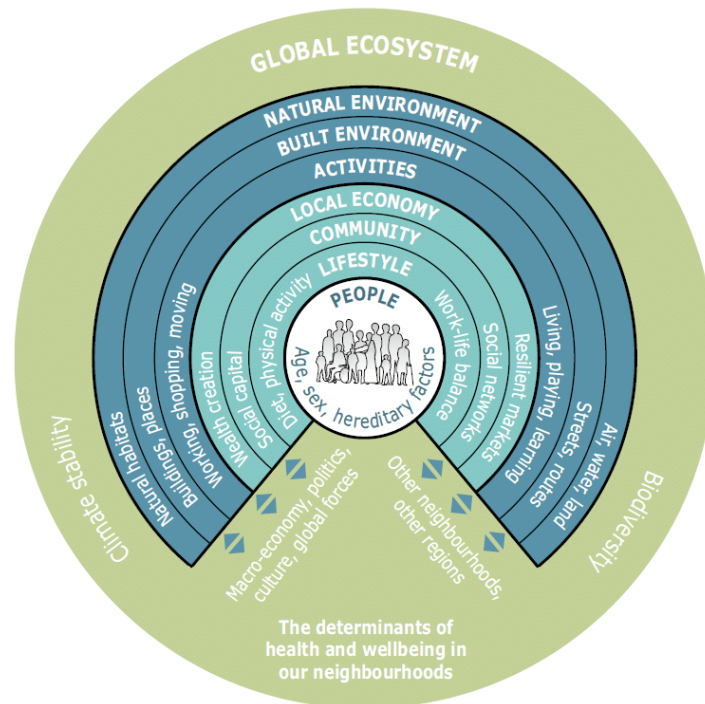 GLOBAL ECOSYSTEM
NATURAL ENVIRONMENT
BUILT ENVIRONMENT
ACTIVITIES
LOCAL ECONOMY
COMMUNITY
LIFESTYLE
PEOPLE
Age, sex, hereditary factors
Diet, physical activity
Work-life balance
Social capital
Social networks
Wealth creation
Resilient markets
Working, shopping, moving
Living, playing, learning
Buildings, places
Streets, routes
Natural habitats
Air, water, land
Climate stability
Biodiversity
Macro-economy, politics,
culture, global forces
Other neighbourhoods,
other regions
The determinants of
health and wellbeing in
our neighbourhoods